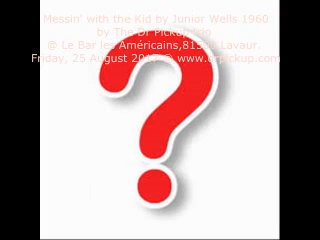 Messin' with the Kid by Junior Wells 1960
by The Dr Pickup
@ Le Bar les Américains, Lavaur.
Friday, 25 August © www.drpickup.com